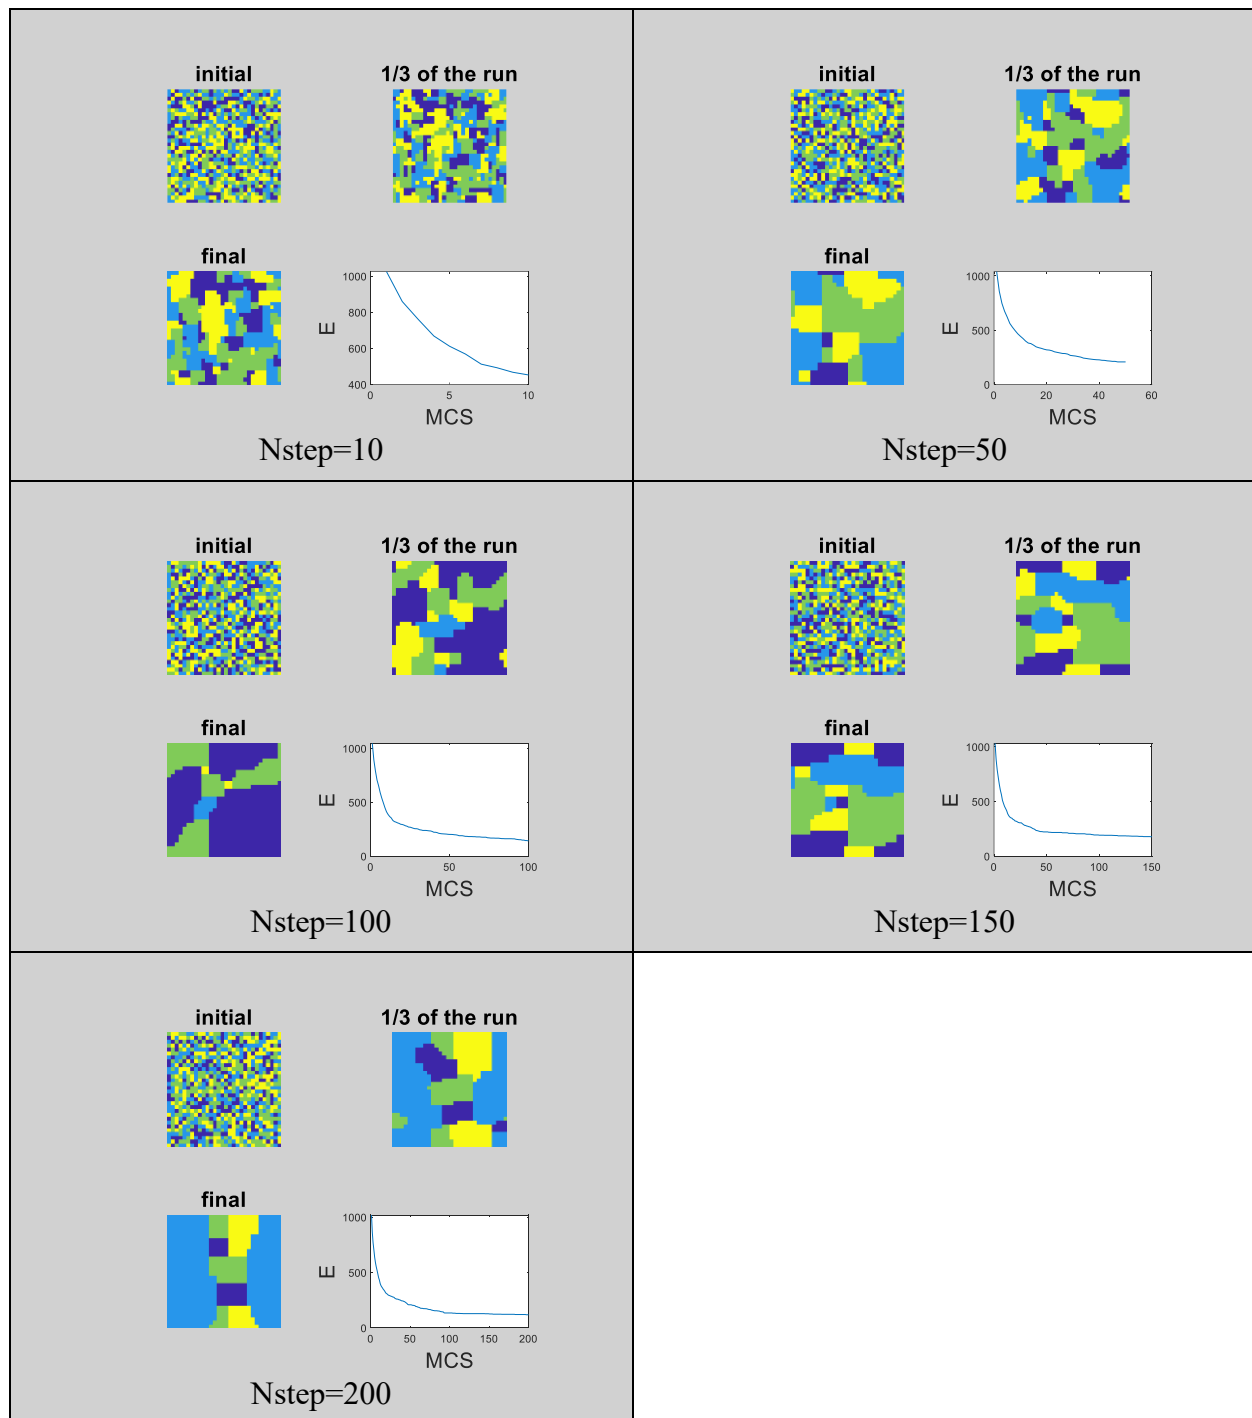 initial
1/3 of the run
final
1000
800
600
400
E
0
5
10
MCS
Nstep=10
initial
1/3 of the run
final
1000
500
0
E
0
20
40
60
MCS
Nstep=50
initial
1/3 of the run
final
1000
500
0
E
0
50
100
MCS
Nstep=100
initial
1/3 of the run
final
1000
500
0
E
0
50
100
150
MCS
Nstep=150
initial
1/3 of the run
final
1000
500
0
E
0
50
100
150
200
MCS
Nstep=200